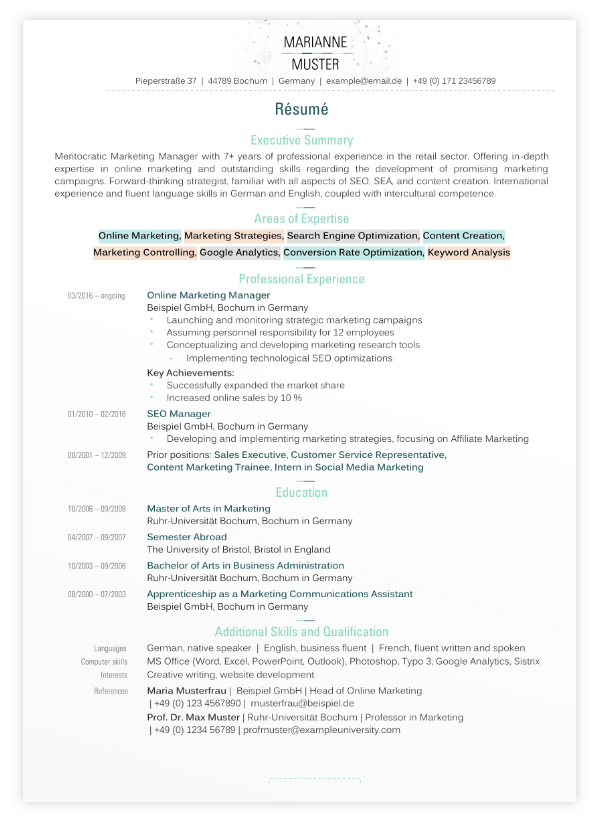 MARIANNE
MUSTER
Pieperstraße 37 | 44789 Bochum | Germany | example@email.de | +49 (0) 171 23456789
Résumé
Executive Summary
Meritocratic Marketing Manager with 7+ years of professional experience in the retail sector. Offering in-depth
expertise in online marketing and outstanding skills regarding the development of promising marketing
campaigns. Forward-thinking strategist, familiar with all aspects of SEO, SEA, and content creation. International
experience and fluent language skills in German and English, coupled with intercultural competence.
Areas of Expertise
Online Marketing, Marketing Strategies, Search Engine Optimization, Content Creation,
Marketing Controlling, Google Analytics, Conversion Rate Optimization, Keyword Analysis
Professional Experience
03/2016 – ongoing Online Marketing Manager
Beispiel GmbH, Bochum in Germany
• Launching and monitoring strategic marketing campaigns
• Assuming personnel responsibility for 12 employees
• Conceptualizing and developing marketing research tools
- Implementing technological SEO optimizations
Key Achievements:
• Successfully expanded the market share
• Increased online sales by 10 %
01/2010 – 02/2016 SEO Manager
Beispiel GmbH, Bochum in Germany
• Developing and implementing marketing strategies, focusing on Affiliate Marketing
08/2001 – 12/2009 Prior positions: Sales Executive, Customer Service Representative,
Content Marketing Trainee, Intern in Social Media Marketing
Education
10/2006 – 09/2008 Master of Arts in Marketing
Ruhr-Universität Bochum, Bochum in Germany
04/2007 – 09/2007 Semester Abroad
The University of Bristol, Bristol in England
10/2003 – 09/2006 Bachelor of Arts in Business Administration
Ruhr-Universität Bochum, Bochum in Germany
08/2000 – 07/2003 Apprenticeship as a Marketing Communications Assistant
Beispiel GmbH, Bochum in Germany
Additional Skills and Qualification
Languages German, native speaker | English, business fluent | French, fluent written and spoken
Computer skills MS Office (Word, Excel, PowerPoint, Outlook), Photoshop, Typo 3, Google Analytics, Sistrix
Interests Creative writing, website development
References Maria Musterfrau | Beispiel GmbH | Head of Online Marketing
| +49 (0) 123 4567890 | musterfrau@beispiel.de
Prof. Dr. Max Muster | Ruhr-Universität Bochum | Professor in Marketing
| +49 (0) 1234 56789 | profmuster@exampleuniversity.com